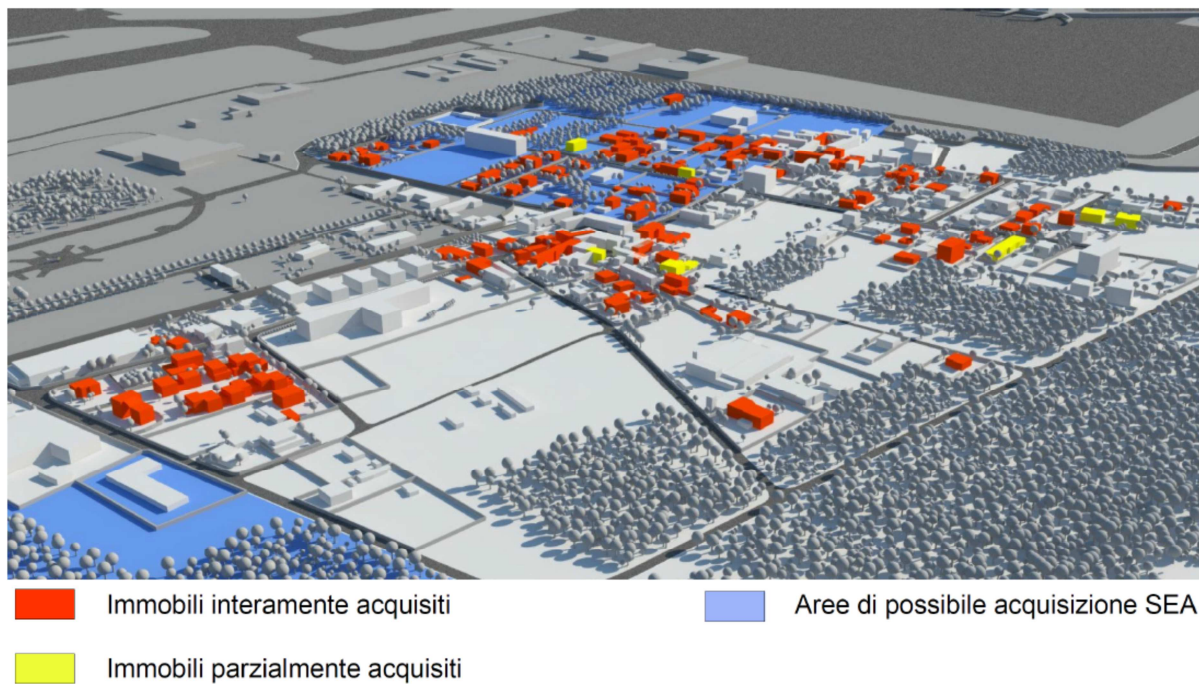 Immobili interamente acquisiti
Aree di possibile acquisizione SEA
Immobili parzialmente acquisiti